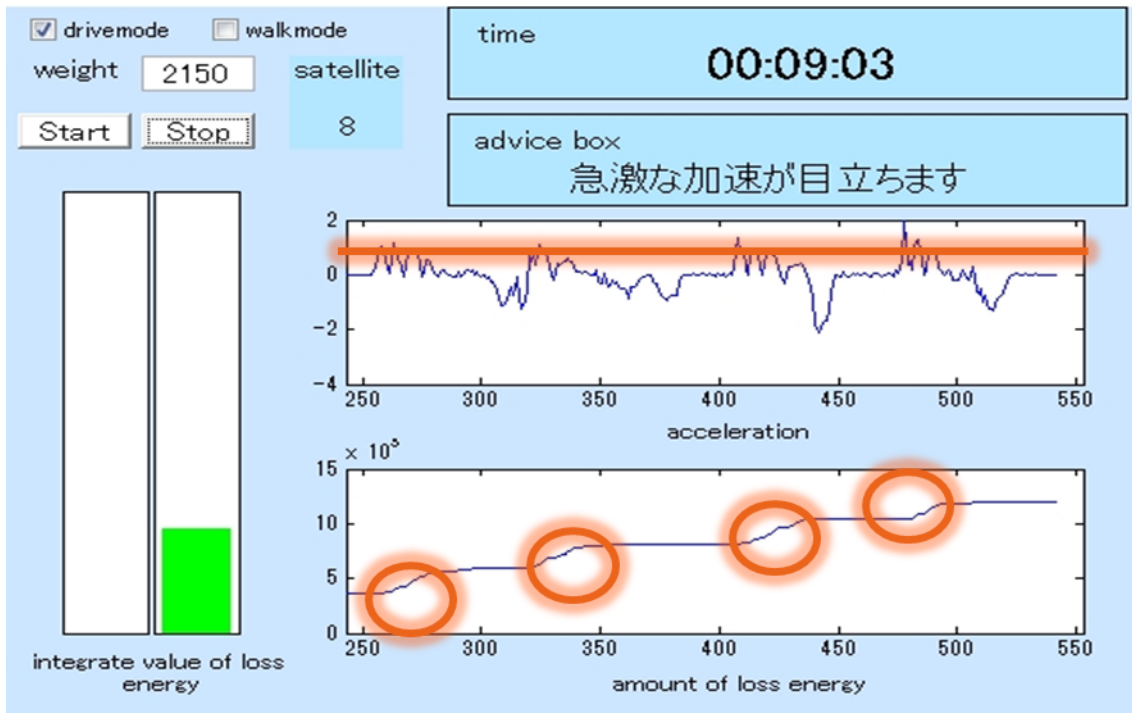 drivemode walkmode
weight 2150
satellite
8
Start Stop
time
00:09:03
advice box
急激な加速が目立ちます
2
0
-2
-4
250 300 350 400 450 500 550
acceleration
× 10⁵
15
10
5
0
250 300 350 400 450 500 550
amount of loss energy
integrate value of loss
energy